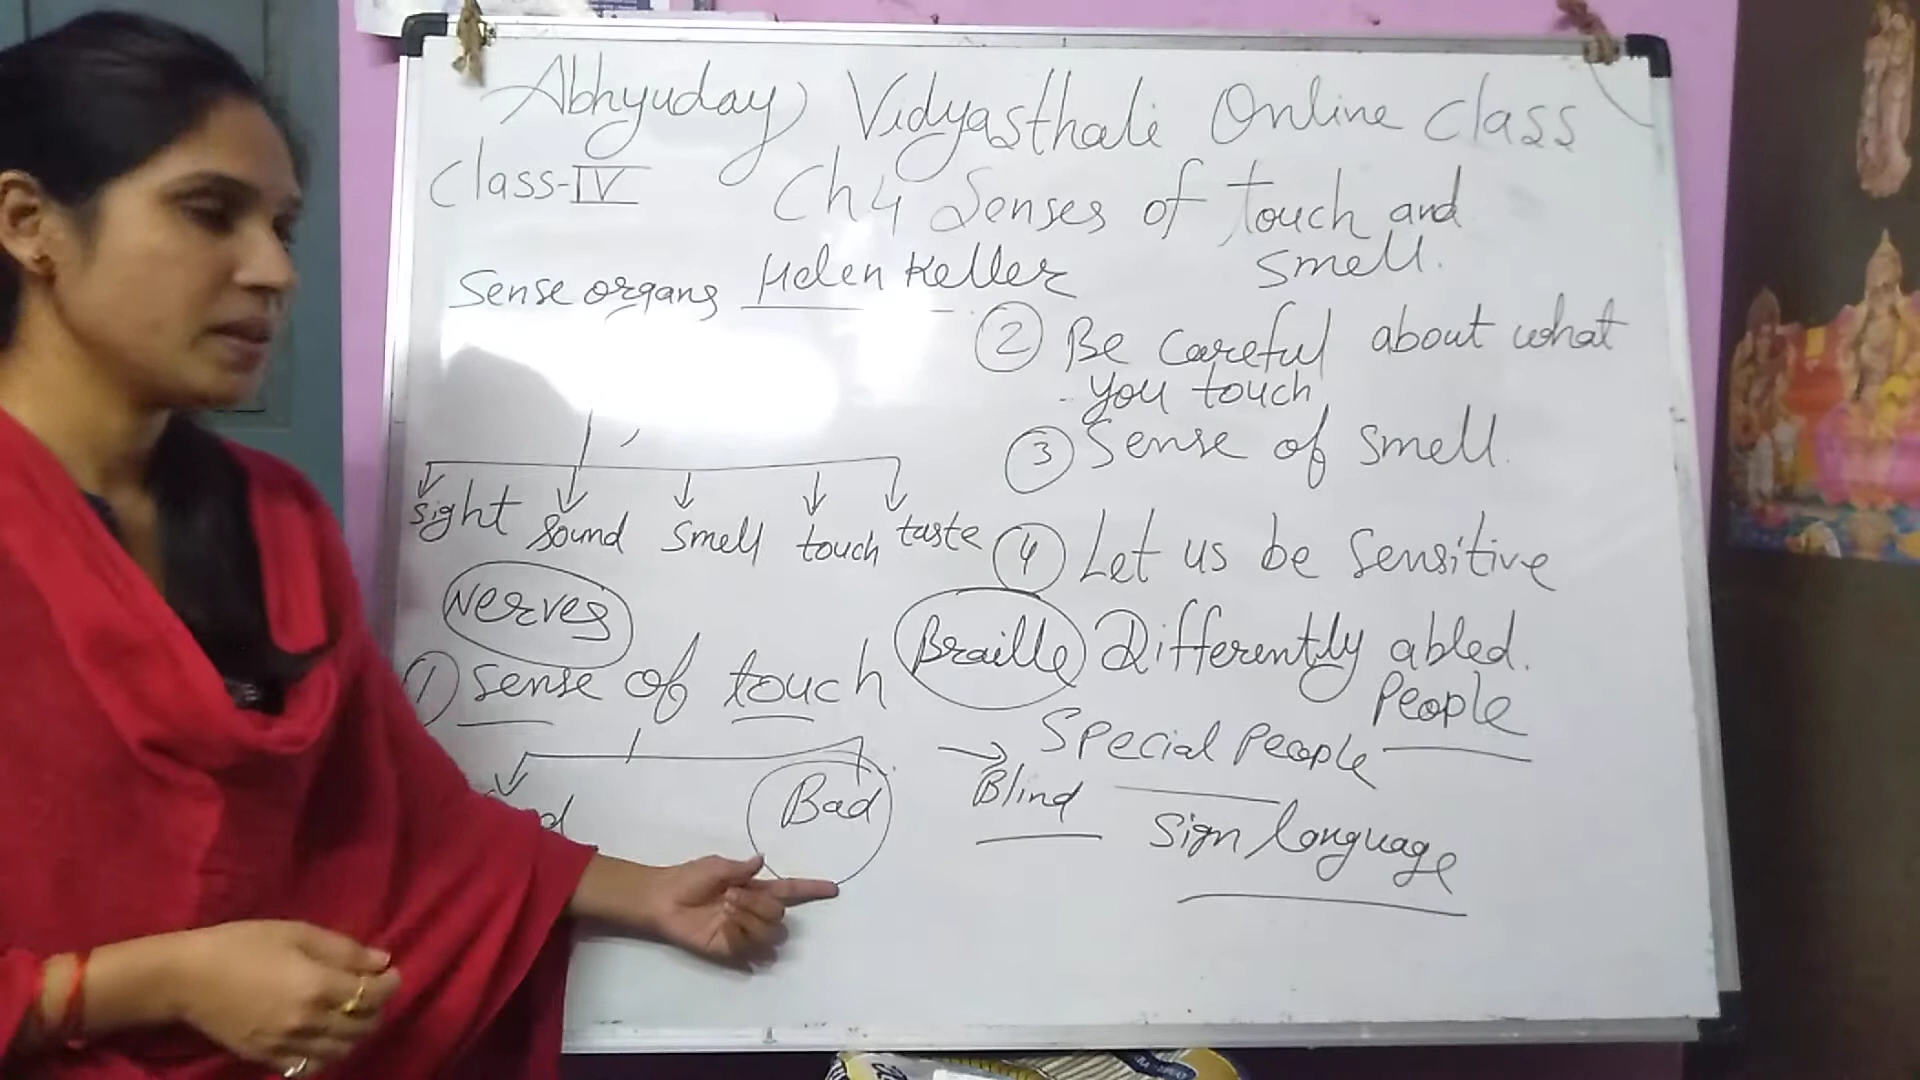 Abhyuday Vidyasthali Online Class
Class-IV
Ch 4 Senses of touch and
smell.
Sense organs Helen Keller
Sight Sound Smell touch taste
Nerves
1 Sense of touch
Bad
2 Be careful about what
you touch
3 Sense of smell.
4 Let us be sensitive
Braille Differently abled.
People
Special People
Blind
Sign language